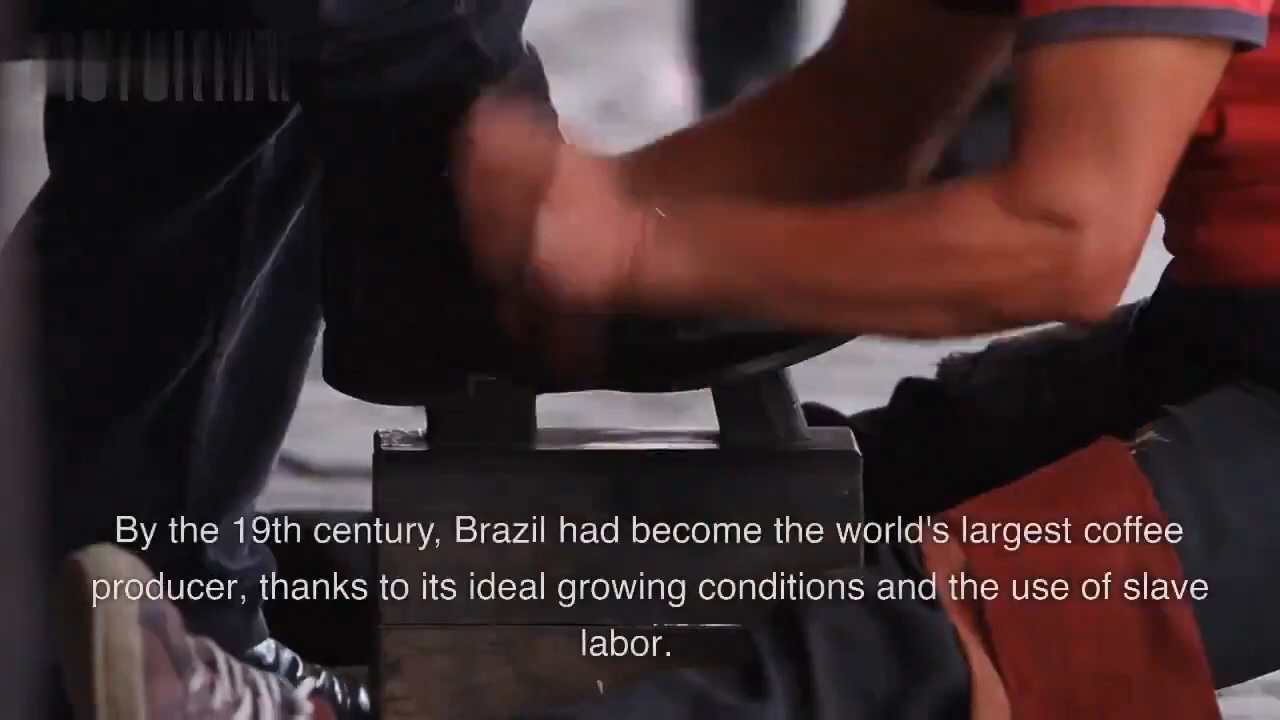 By the 19th century, Brazil had become the world's largest coffee
producer, thanks to its ideal growing conditions and the use of slave
labor.